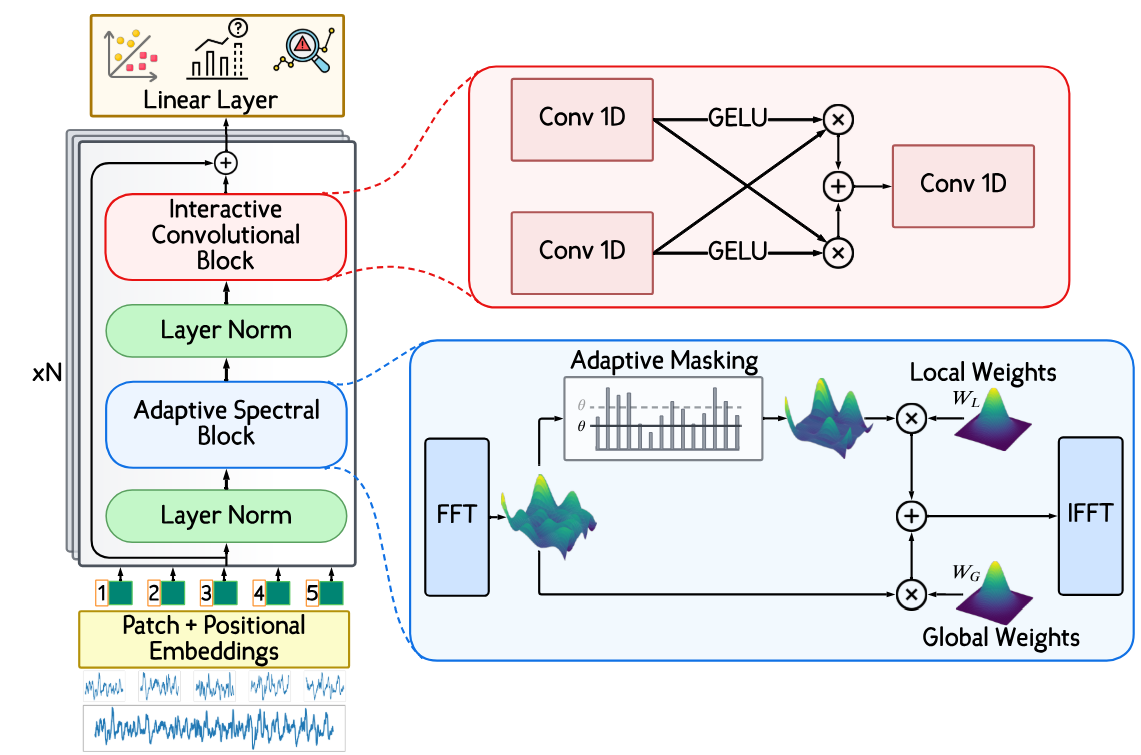 ?
Linear Layer
+
Interactive
Convolutional
Block
Layer Norm
xN
Adaptive Spectral
Block
Layer Norm
1 2 3 4 5
Patch + Positional
Embeddings
Conv 1D
GELU
×
+
Conv 1D
Conv 1D
GELU
×
Adaptive Masking
θ
θ
Local Weights
W_L
×
FFT
+
IFFT
W_G
×
Global Weights